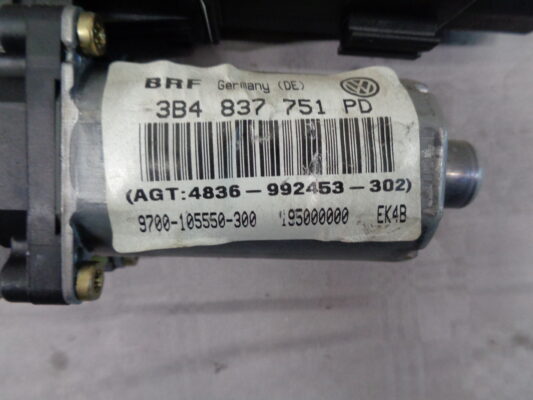 BRF Germany (DE)
3B4 837 751 PD
(AGT:4836-992453-302)
9700-105550-300 195000000 EK4B